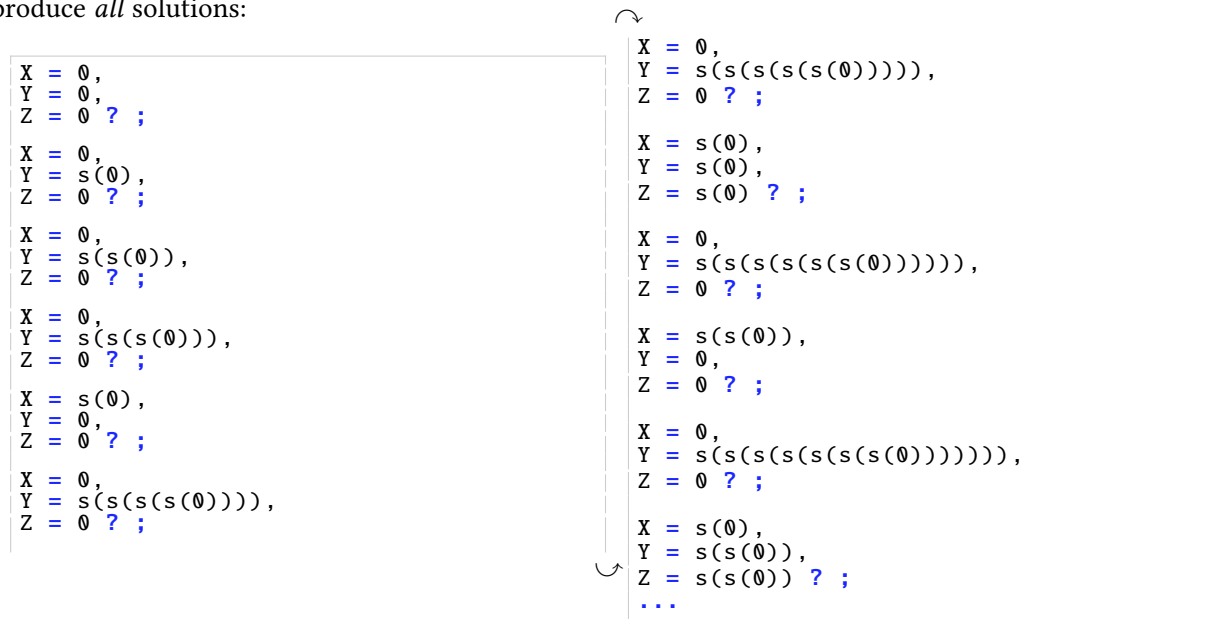 produce all solutions:
X = 0,
Y = 0,
Z = 0 ? ;
X = 0,
Y = s(0),
Z = 0 ? ;
X = 0,
Y = s(s(0)),
Z = 0 ? ;
X = 0,
Y = s(s(s(0))),
Z = 0 ? ;
X = s(0),
Y = 0,
Z = 0 ? ;
X = 0,
Y = s(s(s(s(0)))),
Z = 0 ? ;
X = 0,
Y = s(s(s(s(s(0))))),
Z = 0 ? ;
X = s(0),
Y = s(0),
Z = s(0) ? ;
X = 0,
Y = s(s(s(s(s(s(0)))))),
Z = 0 ? ;
X = s(s(0)),
Y = 0,
Z = 0 ? ;
X = 0,
Y = s(s(s(s(s(s(s(0))))))),
Z = 0 ? ;
X = s(0),
Y = s(s(0)),
Z = s(s(0)) ? ;
...